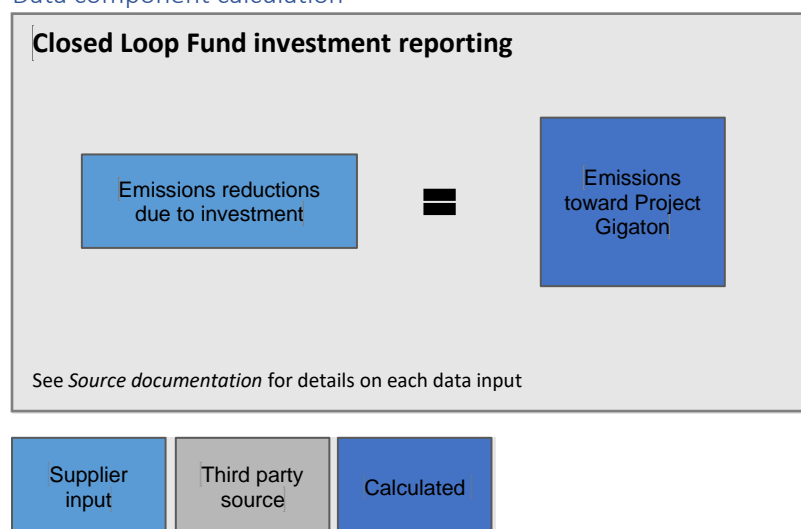 Data component calculation
Closed Loop Fund investment reporting
Emissions reductions
due to investment
=
Emissions
toward Project
Gigaton
See Source documentation for details on each data input
Supplier
input
Third party
source
Calculated